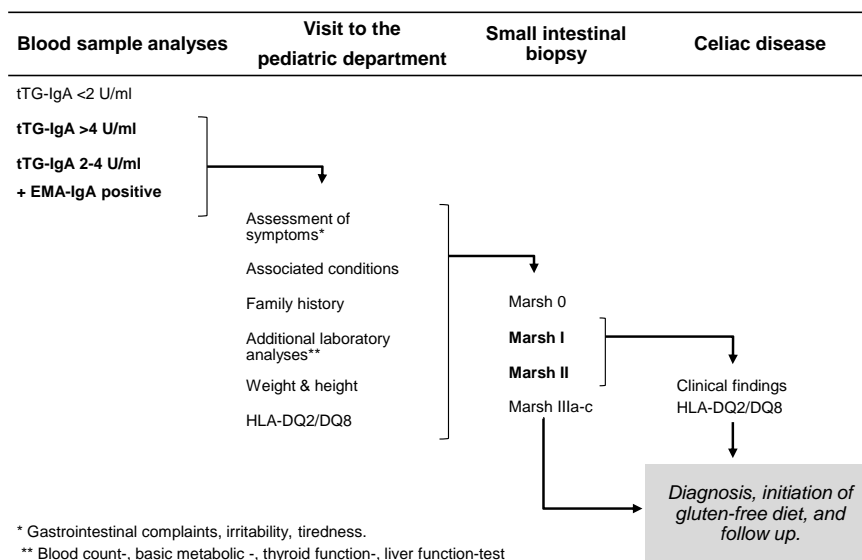 Blood sample analyses
Visit to the
pediatric department
Small intestinal
biopsy
Celiac disease
tTG-IgA <2 U/ml
tTG-IgA >4 U/ml
tTG-IgA 2-4 U/ml
+ EMA-IgA positive
Assessment of
symptoms*
Associated conditions
Family history
Additional laboratory
analyses**
Weight & height
HLA-DQ2/DQ8
Marsh 0
Marsh I
Marsh II
Marsh IIIa-c
Clinical findings
HLA-DQ2/DQ8
Diagnosis, initiation of
gluten-free diet, and
follow up.
* Gastrointestinal complaints, irritability, tiredness.
** Blood count-, basic metabolic -, thyroid function-, liver function-test